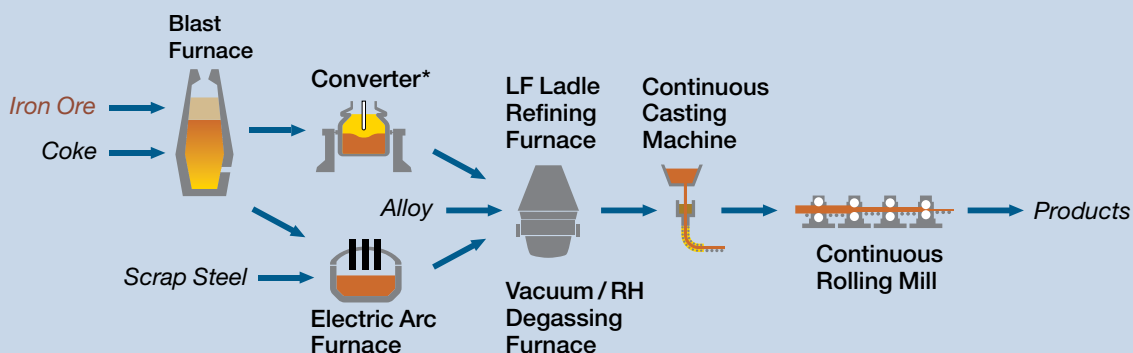 Blast
Furnace
Iron Ore
Coke
Converter*
Alloy
Scrap Steel
Electric Arc
Furnace
LF Ladle
Refining
Furnace
Vacuum / RH
Degassing
Furnace
Continuous
Casting
Machine
Continuous
Rolling Mill
Products